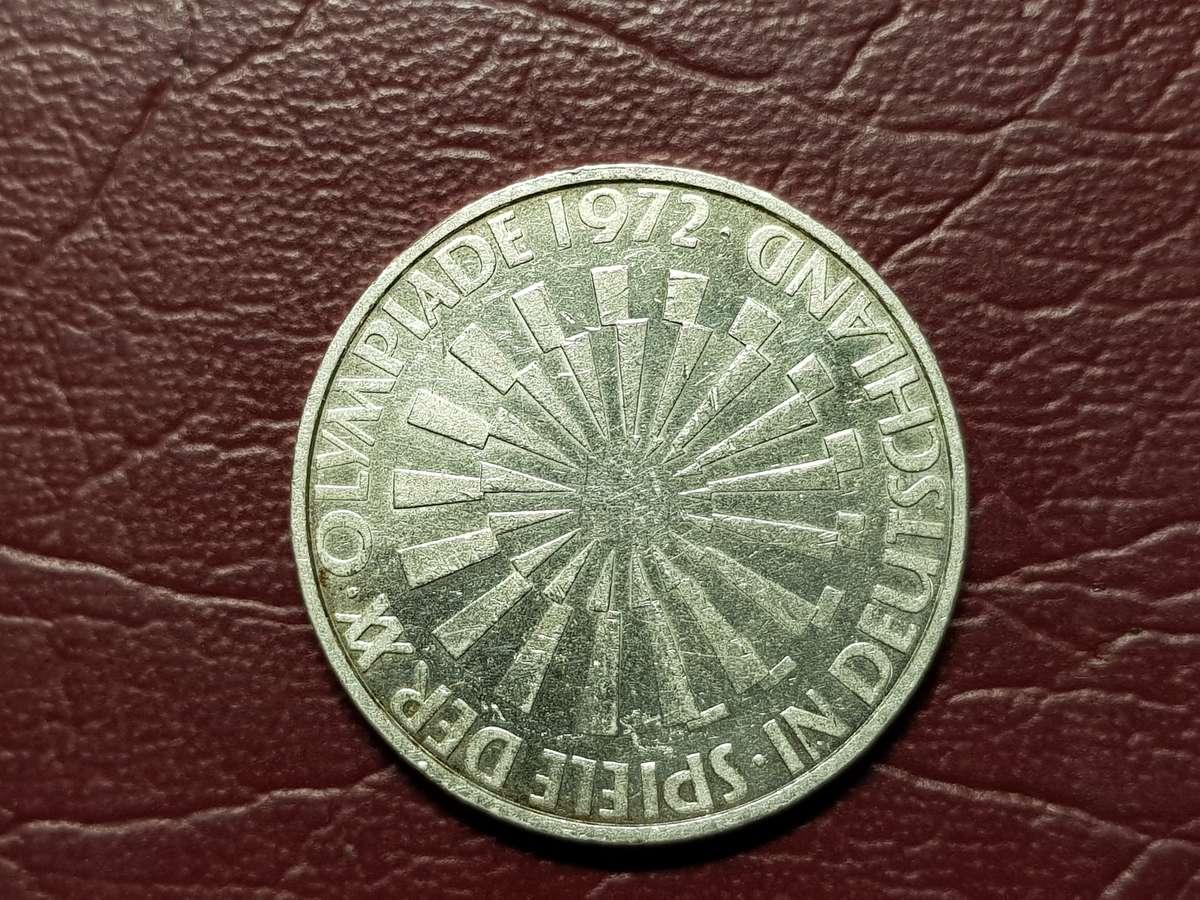 SPIELE DER XX. OLYMPIADE 1972 · IN DEUTSCHLAND ·